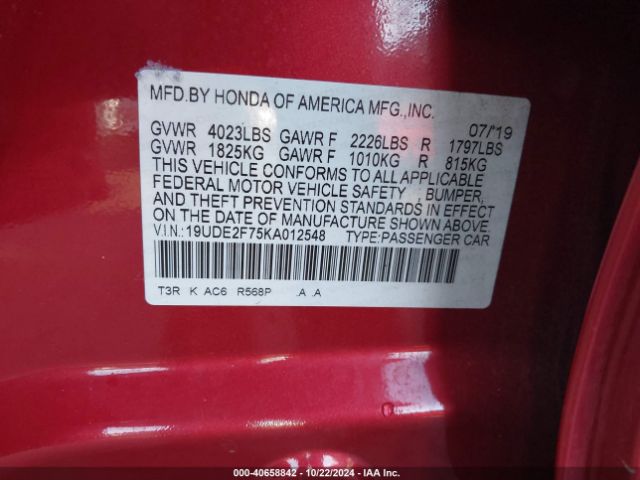 MFD.BY HONDA OF AMERICA MFG.,INC. 07/'19
GVWR 4023LBS GAWR F 2226LBS R 1797LBS
GVWR 1825KG GAWR F 1010KG R 815KG
THIS VEHICLE CONFORMS TO ALL APPLICABLE
FEDERAL MOTOR VEHICLE SAFETY , BUMPER,
AND THEFT PREVENTION STANDARDS IN EFFECT
ON THE DATE OF MANUFACTURE SHOWN ABOVE.
V.I.N.:19UDE2F75KA012548 TYPE:PASSENGER CAR
T3R K AC6 R568P .A .A
000-40658842 | 10/22/2024 | IAA Inc.